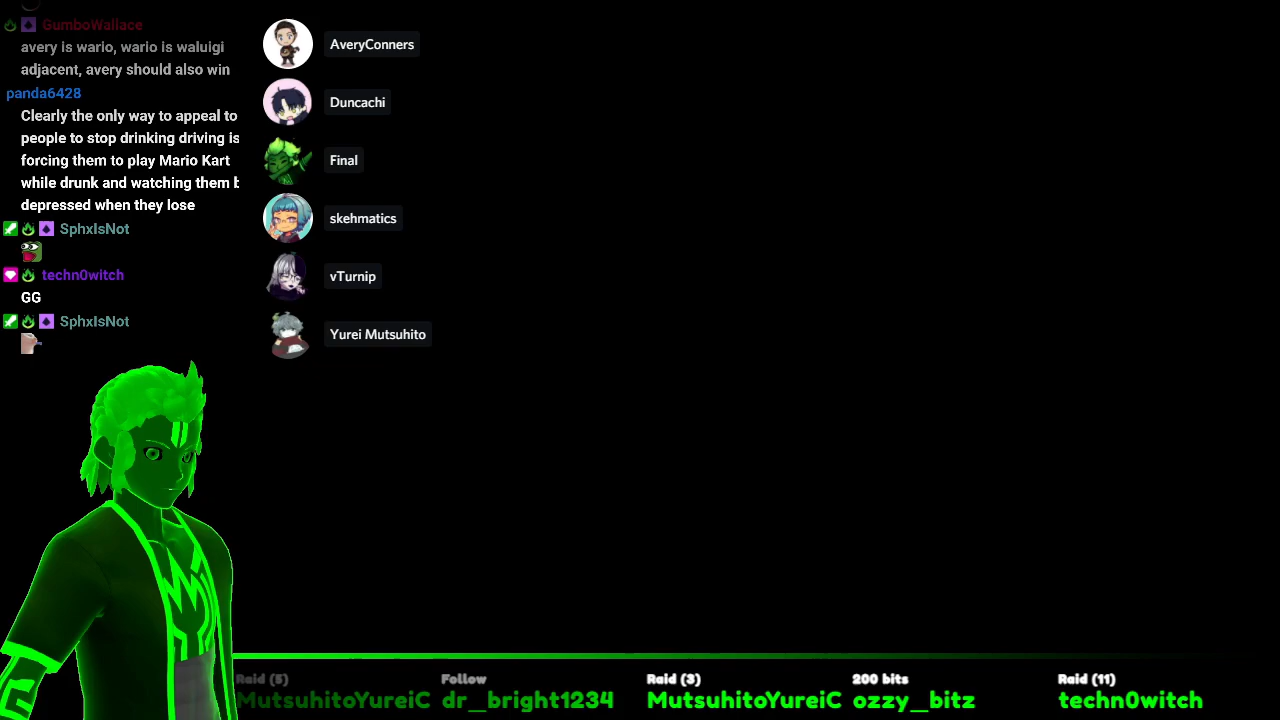 GumboWallace
avery is wario, wario is waluigi
adjacent, avery should also win
panda6428
Clearly the only way to appeal to
people to stop drinking driving is
forcing them to play Mario Kart
while drunk and watching them b
depressed when they lose
SphxIsNot
techn0witch
GG
SphxIsNot
AveryConners
Duncachi
Final
skehmatics
vTurnip
Yurei Mutsuhito
Raid (5)
MutsuhitoYureiC
Follow
dr_bright1234
Raid (3)
MutsuhitoYureiC
200 bits
ozzy_bitz
Raid (11)
techn0witch